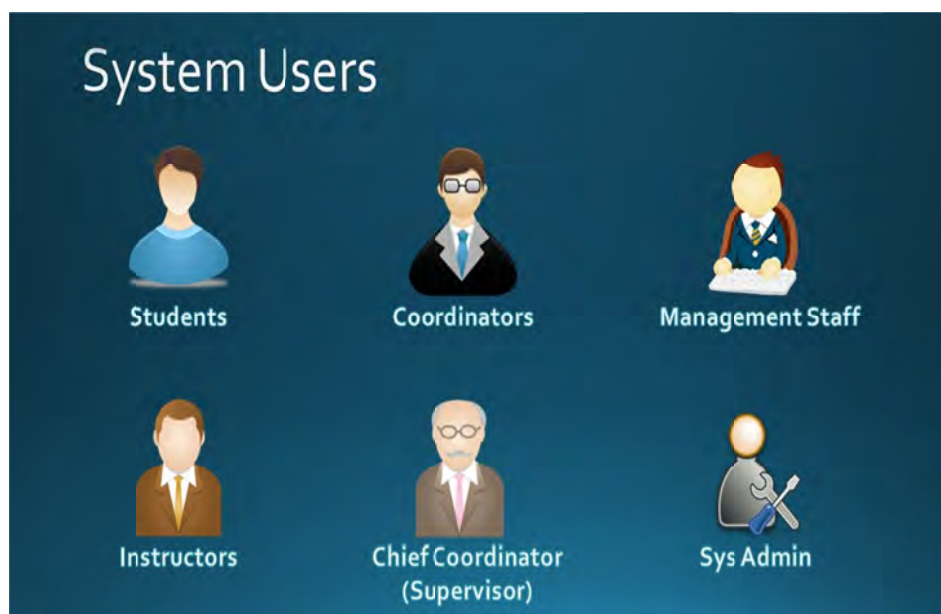 System Users
Students
Coordinators
Management Staff
Instructors
Chief Coordinator
(Supervisor)
Sys Admin